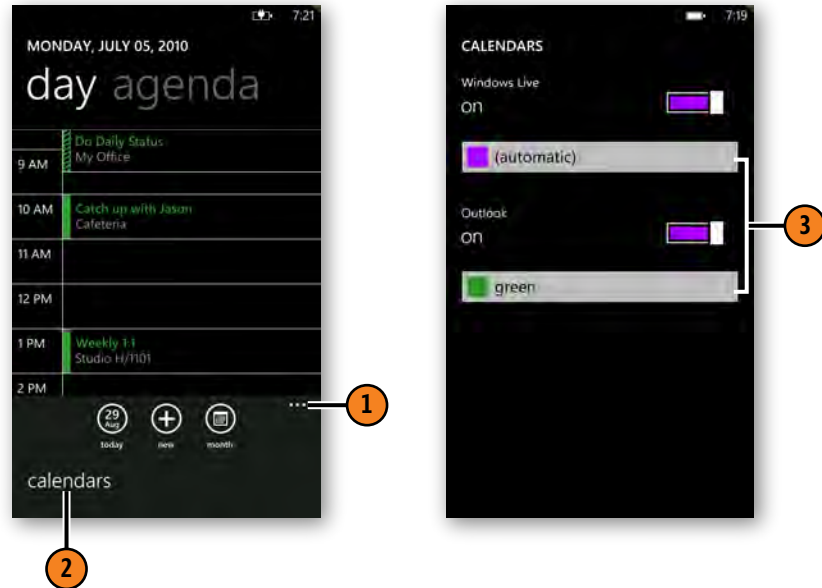 7:21
MONDAY, JULY 05, 2010
day agenda
Do Daily Status
My Office
9 AM
10 AM
Catch up with Jason
Cafeteria
11 AM
12 PM
1 PM
Weekly 1:1
Studio H/1101
2 PM
29
Aug
today
new
month
calendars
1
2
7:19
CALENDARS
Windows Live
on
(automatic)
Outlook
on
green
3